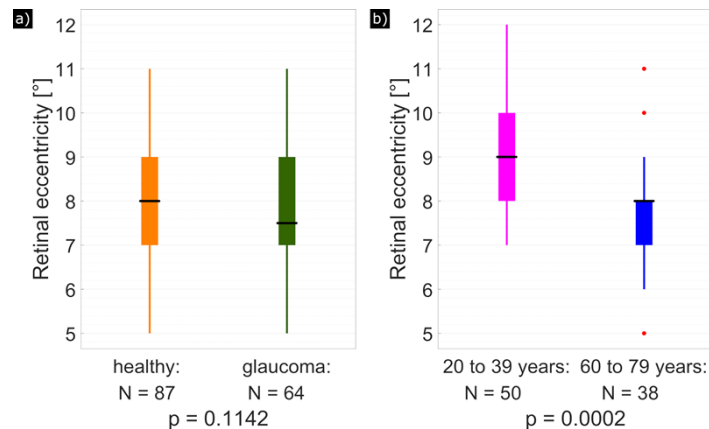 a)
Retinal eccentricity [°]
12
11
10
9
8
7
6
5
healthy: glaucoma:
N = 87 N = 64
p = 0.1142
b)
Retinal eccentricity [°]
12
11
10
9
8
7
6
5
20 to 39 years: 60 to 79 years:
N = 50 N = 38
p = 0.0002